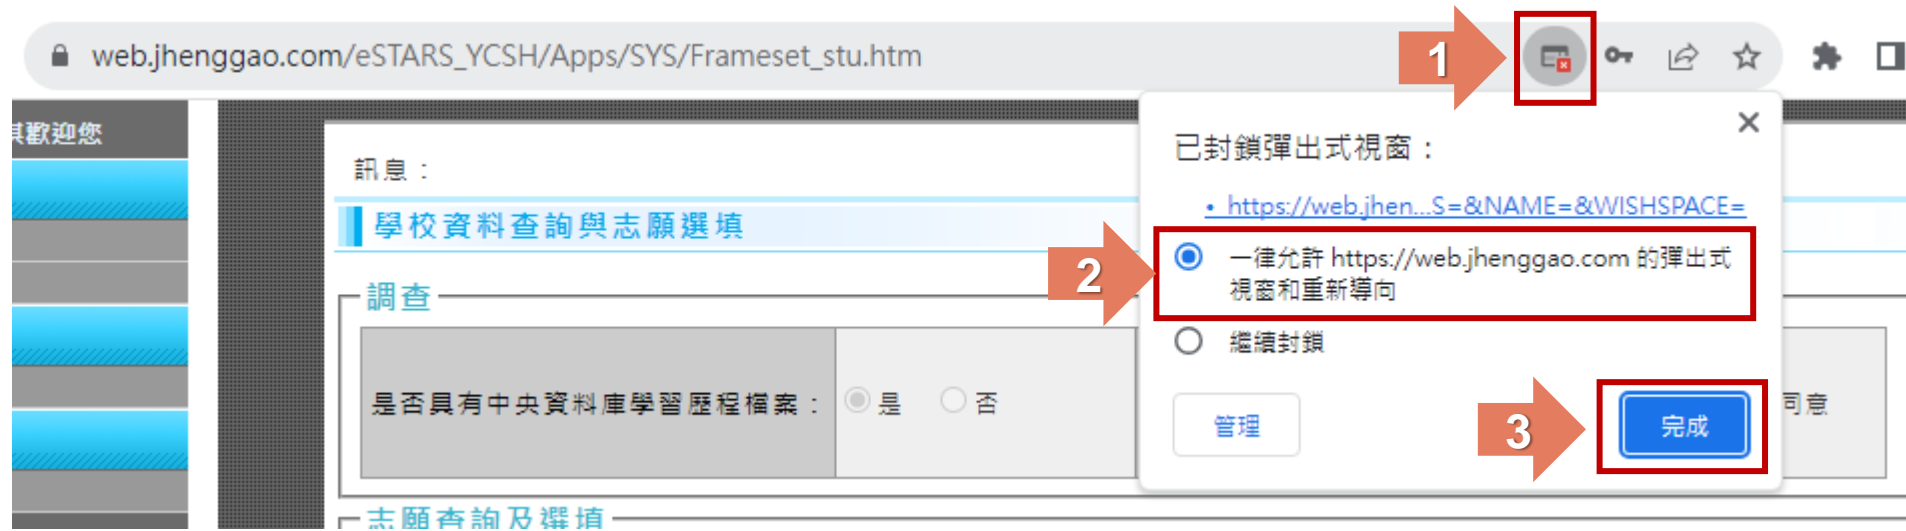 web.jhenggao.com/eSTARS_YCSH/Apps/SYS/Frameset_stu.htm
1
歡迎您
訊息：
學校資料查詢與志願選填
調查
是否具有中央資料庫學習歷程檔案：
是
否
同意
志願查詢及選填
已封鎖彈出式視窗：
• https://web.jhen...S=&NAME=&WISHSPACE=
2
一律允許 https://web.jhenggao.com 的彈出式
視窗和重新導向
繼續封鎖
管理
3
完成